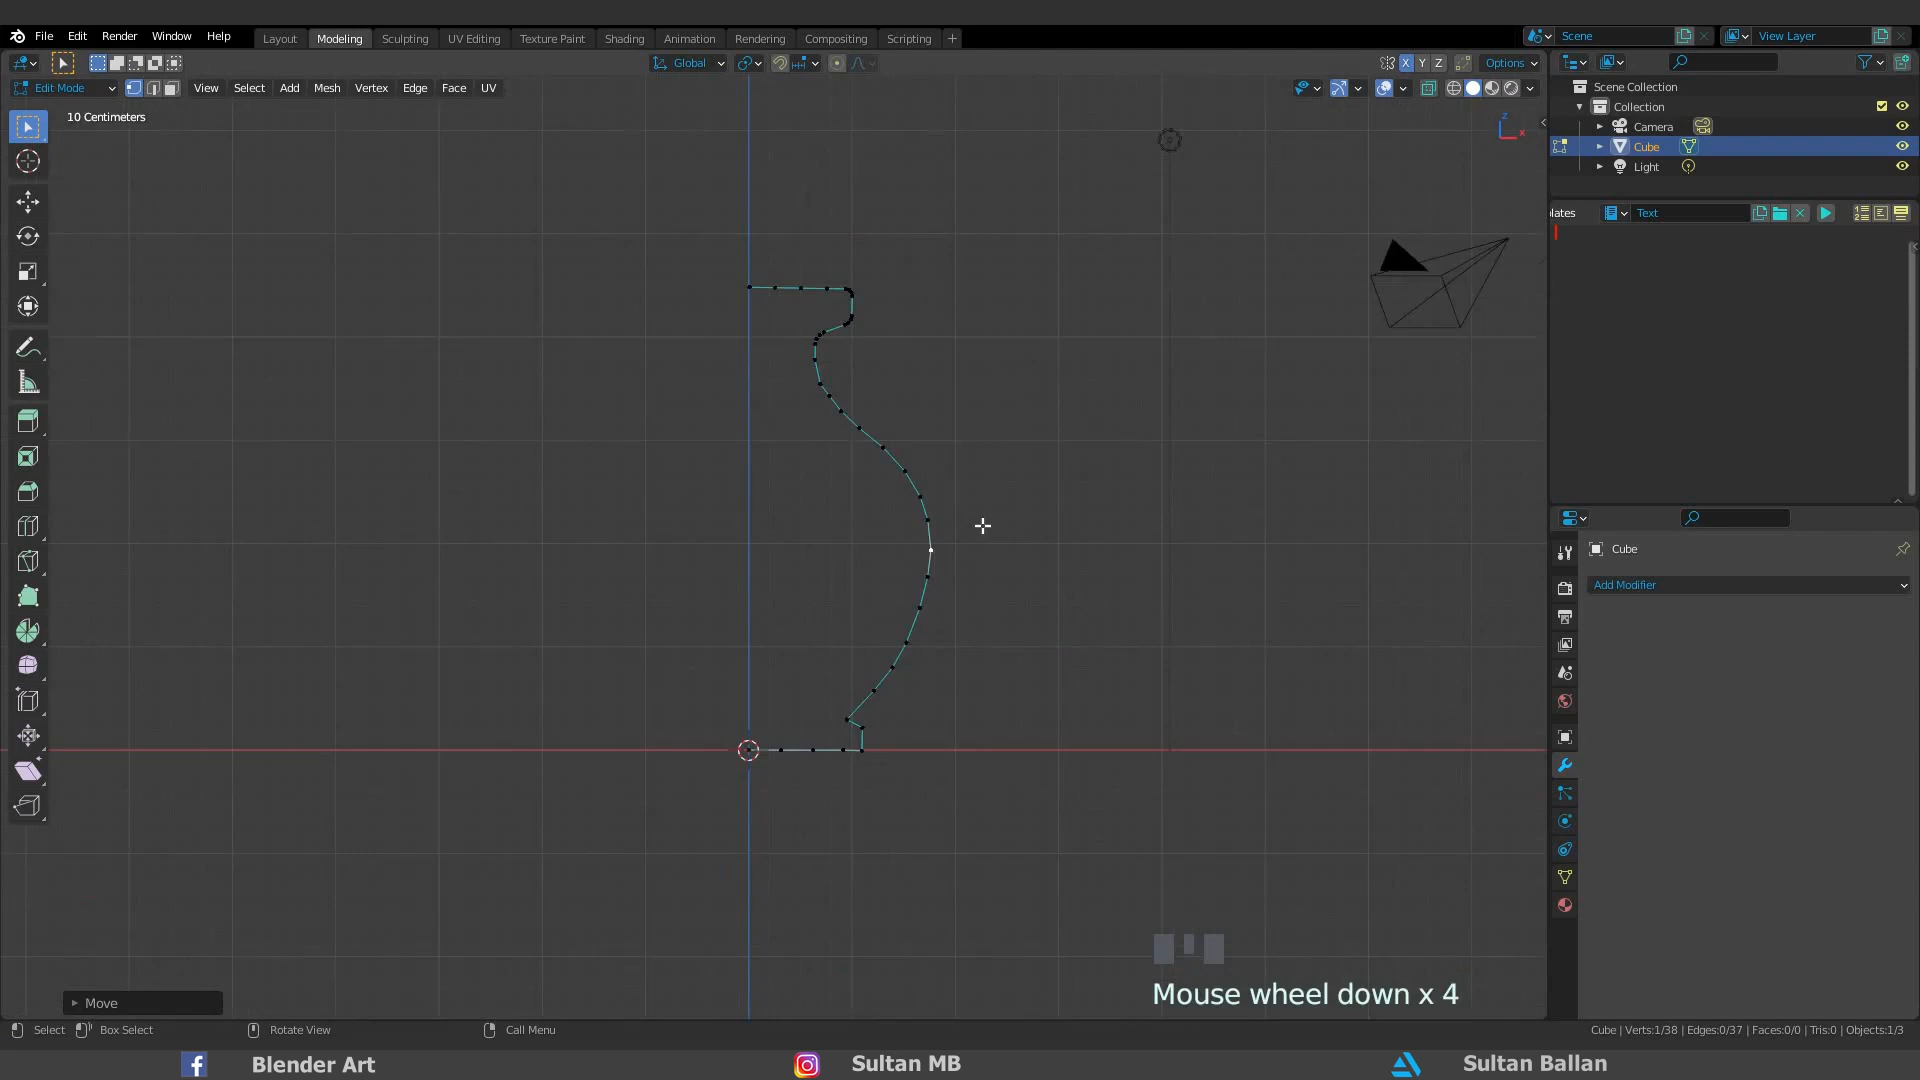 File Edit Render Window Help
Layout Modeling Sculpting UV Editing Texture Paint Shading Animation Rendering Compositing Scripting
Scene
View Layer
Global
X Y Z
Options
Edit Mode
View Select Add Mesh Vertex Edge Face UV
10 Centimeters
Z
X
Scene Collection
Collection
Camera
Cube
Light
lates
Text
Cube
Add Modifier
Mouse wheel down x 4
Move
Select
Box Select
Rotate View
Call Menu
Cube | Verts:1/38 | Edges:0/37 | Faces:0/0 | Tris:0 | Objects:1/3
Blender Art
Sultan MB
Sultan Ballan